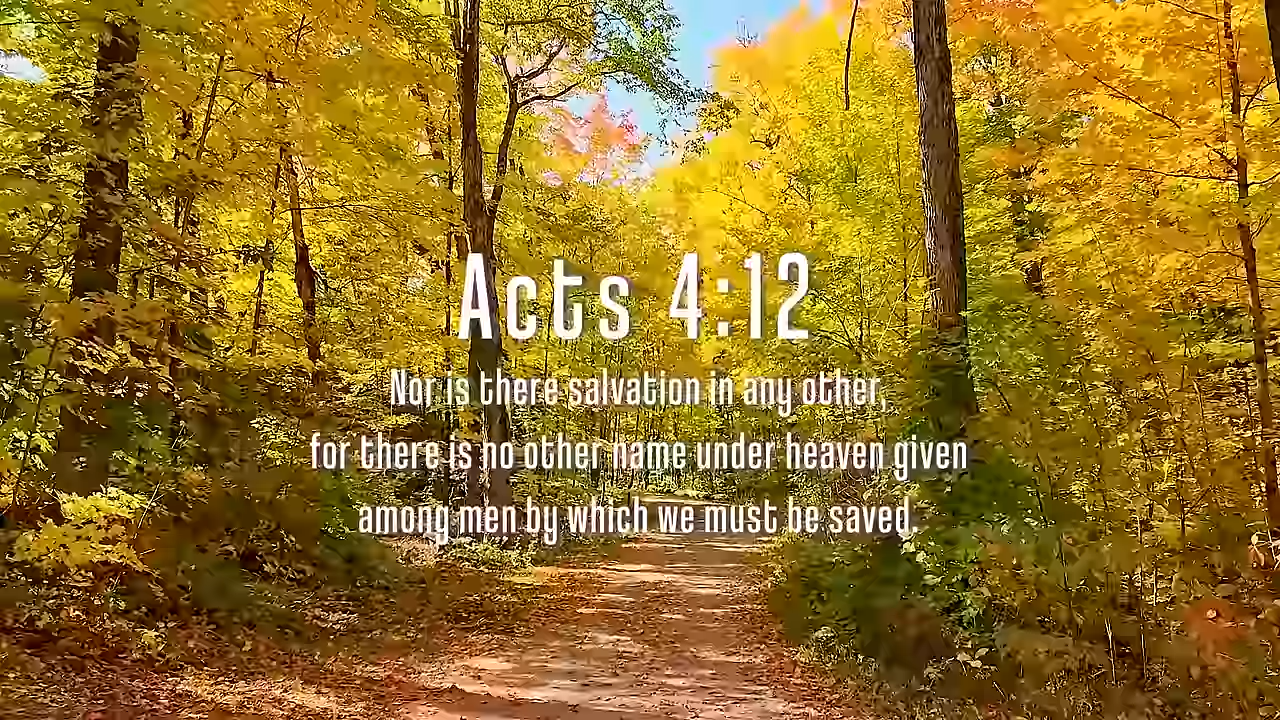 Acts 4:12
Nor is there salvation in any other,
for there is no other name under heaven given
among men by which we must be saved.